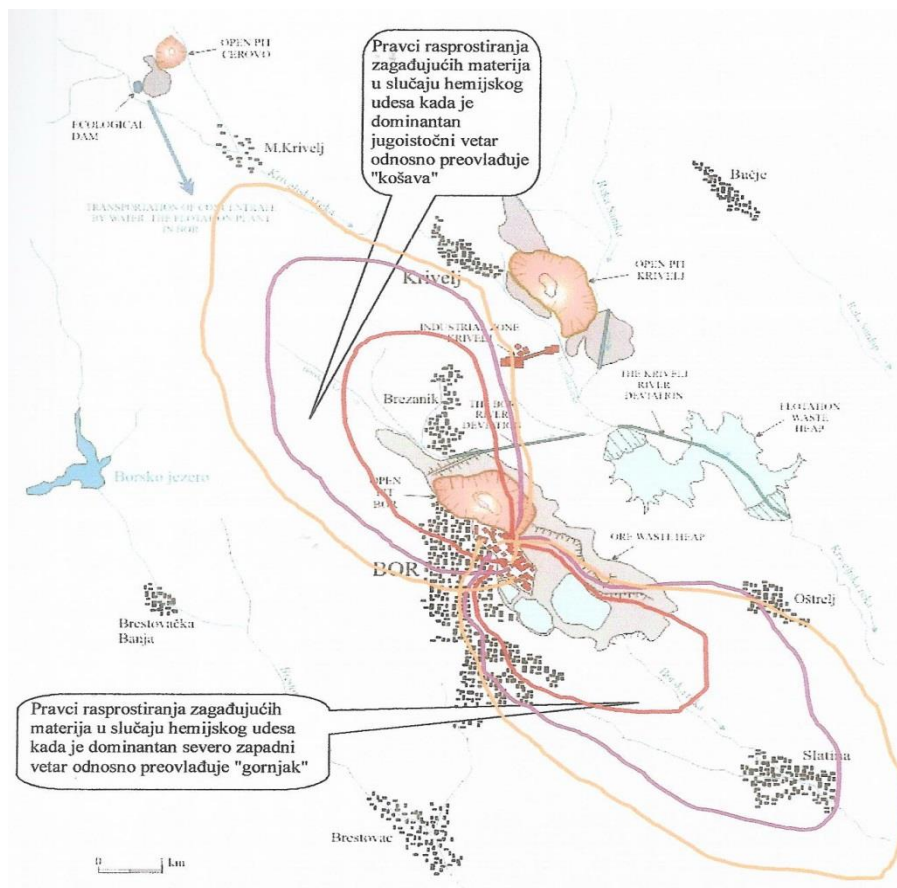 OPEN PIT
CEROVO
ECOLOGICAL
DAM
M.Krivelj
TRANSPORTATION OF CONCENTRATE
BY WATER THE FLOTATION PLANT
IN BOR
Pravci rasprostiranja
zagađujućih materija
u slučaju hemijskog
udesa kada je
dominantan
jugoistočni vetar
odnosno preovlađuje
"košava"
Bučje
Krivelj
OPEN PIT
KRIVELJ
INDUSTRIAL ZONE
KRIVELJ
Brezanik
THE BOR
RIVER
DEVIATION
THE KRIVELJ
RIVER
DEVIATION
FLOTATION
WASTE
HEAP
Borsko jezero
OPEN
PIT
BOR
ORE WASTE HEAP
BOR
Oštrelj
Brestovačka
Banja
Pravci rasprostiranja zagađujućih
materija u slučaju hemijskog udesa
kada je dominantan severo zapadni
vetar odnosno preovlađuje "gornjak"
Slatina
Brestovac
0 1 km